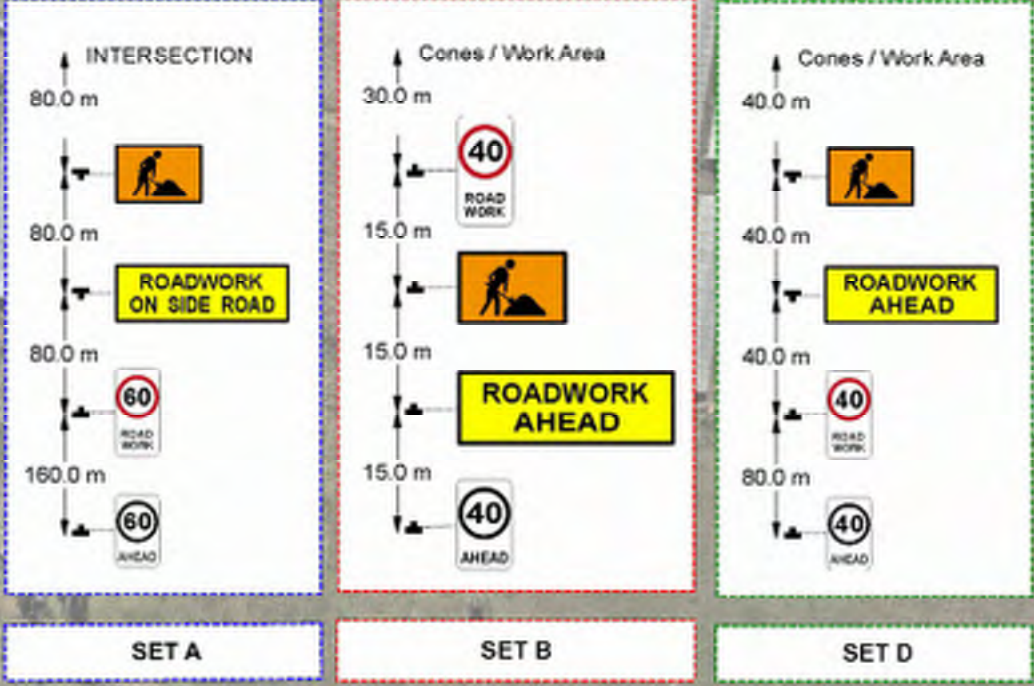 INTERSECTION
80.0 m
80.0 m
ROADWORK
ON SIDE ROAD
80.0 m
60
ROAD
WORK
160.0 m
60
AHEAD
SET A
Cones / Work Area
30.0 m
40
ROAD
WORK
15.0 m
15.0 m
ROADWORK
AHEAD
15.0 m
40
AHEAD
SET B
Cones / Work Area
40.0 m
40.0 m
ROADWORK
AHEAD
40.0 m
40
ROAD
WORK
80.0 m
40
AHEAD
SET D